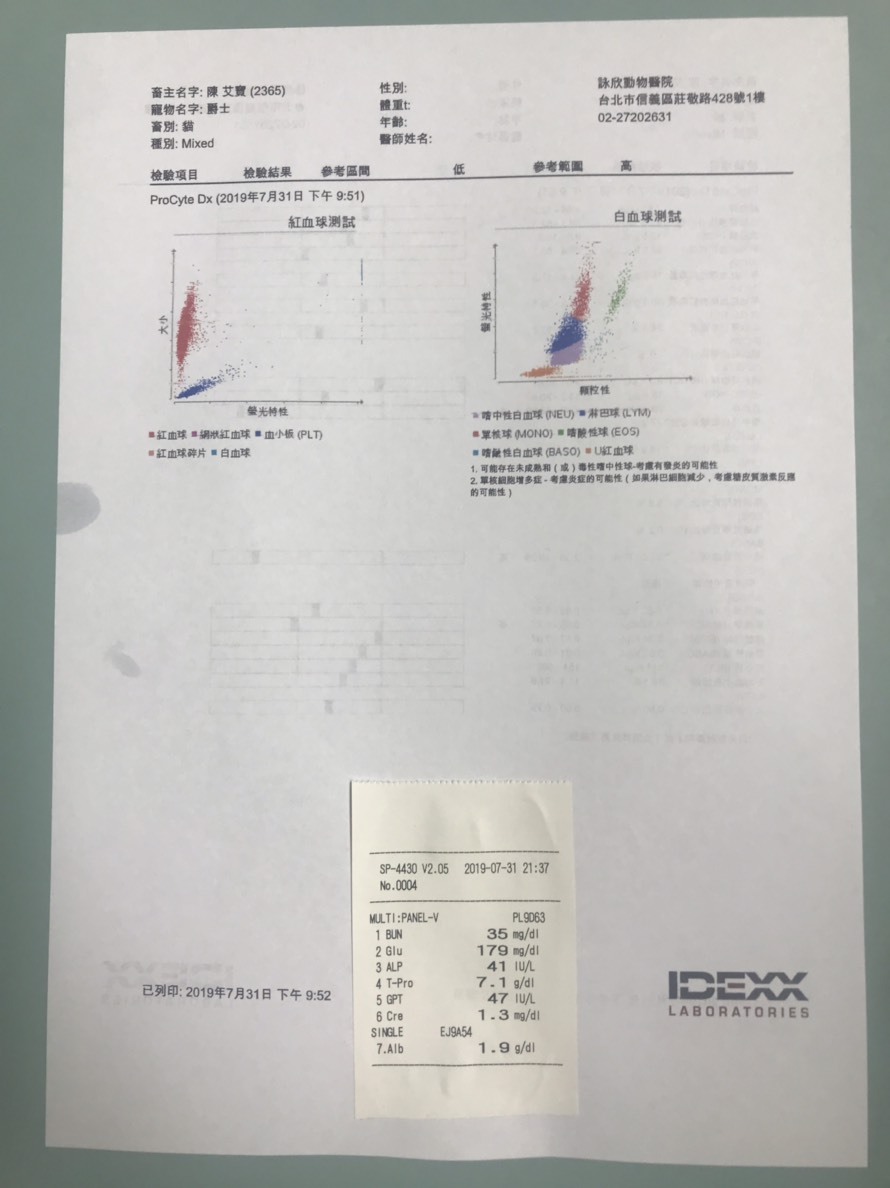 畜主名字: 陳 艾寶 (2365)
寵物名字: 爵士
畜別: 貓
種別: Mixed
性別:
體重t:
年齡:
醫師姓名:
詠欣動物醫院
台北市信義區莊敬路428號1樓
02-27202631
檢驗項目 檢驗結果 參考區間 低 參考範圍 高
ProCyte Dx (2019年7月31日 下午 9:51)
紅血球測試
大小
螢光特性
■紅血球 ■網狀紅血球 ■血小板 (PLT)
■紅血球碎片 ■白血球
白血球測試
螢光特性
顆粒性
■嗜中性白血球 (NEU) ■淋巴球 (LYM)
■單核球 (MONO) ■嗜酸性球 (EOS)
■嗜鹼性白血球 (BASO) ■U紅血球
1. 可能存在未成熟和 ( 或 ) 毒性嗜中性球-考慮有發炎的可能性
2. 單核細胞增多症 - 考慮炎症的可能性 ( 如果淋巴細胞減少，考慮糖皮質激素反應
的可能性 )
SP-4430 V2.05 2019-07-31 21:37
No.0004
MULTI:PANEL-V PL9D63
1 BUN 35 mg/dl
2 Glu 179 mg/dl
3 ALP 41 IU/L
4 T-Pro 7.1 g/dl
5 GPT 47 IU/L
6 Cre 1.3 mg/dl
SINGLE EJ9A54
7.Alb 1.9 g/dl
已列印: 2019年7月31日 下午 9:52
IDEXX
LABORATORIES